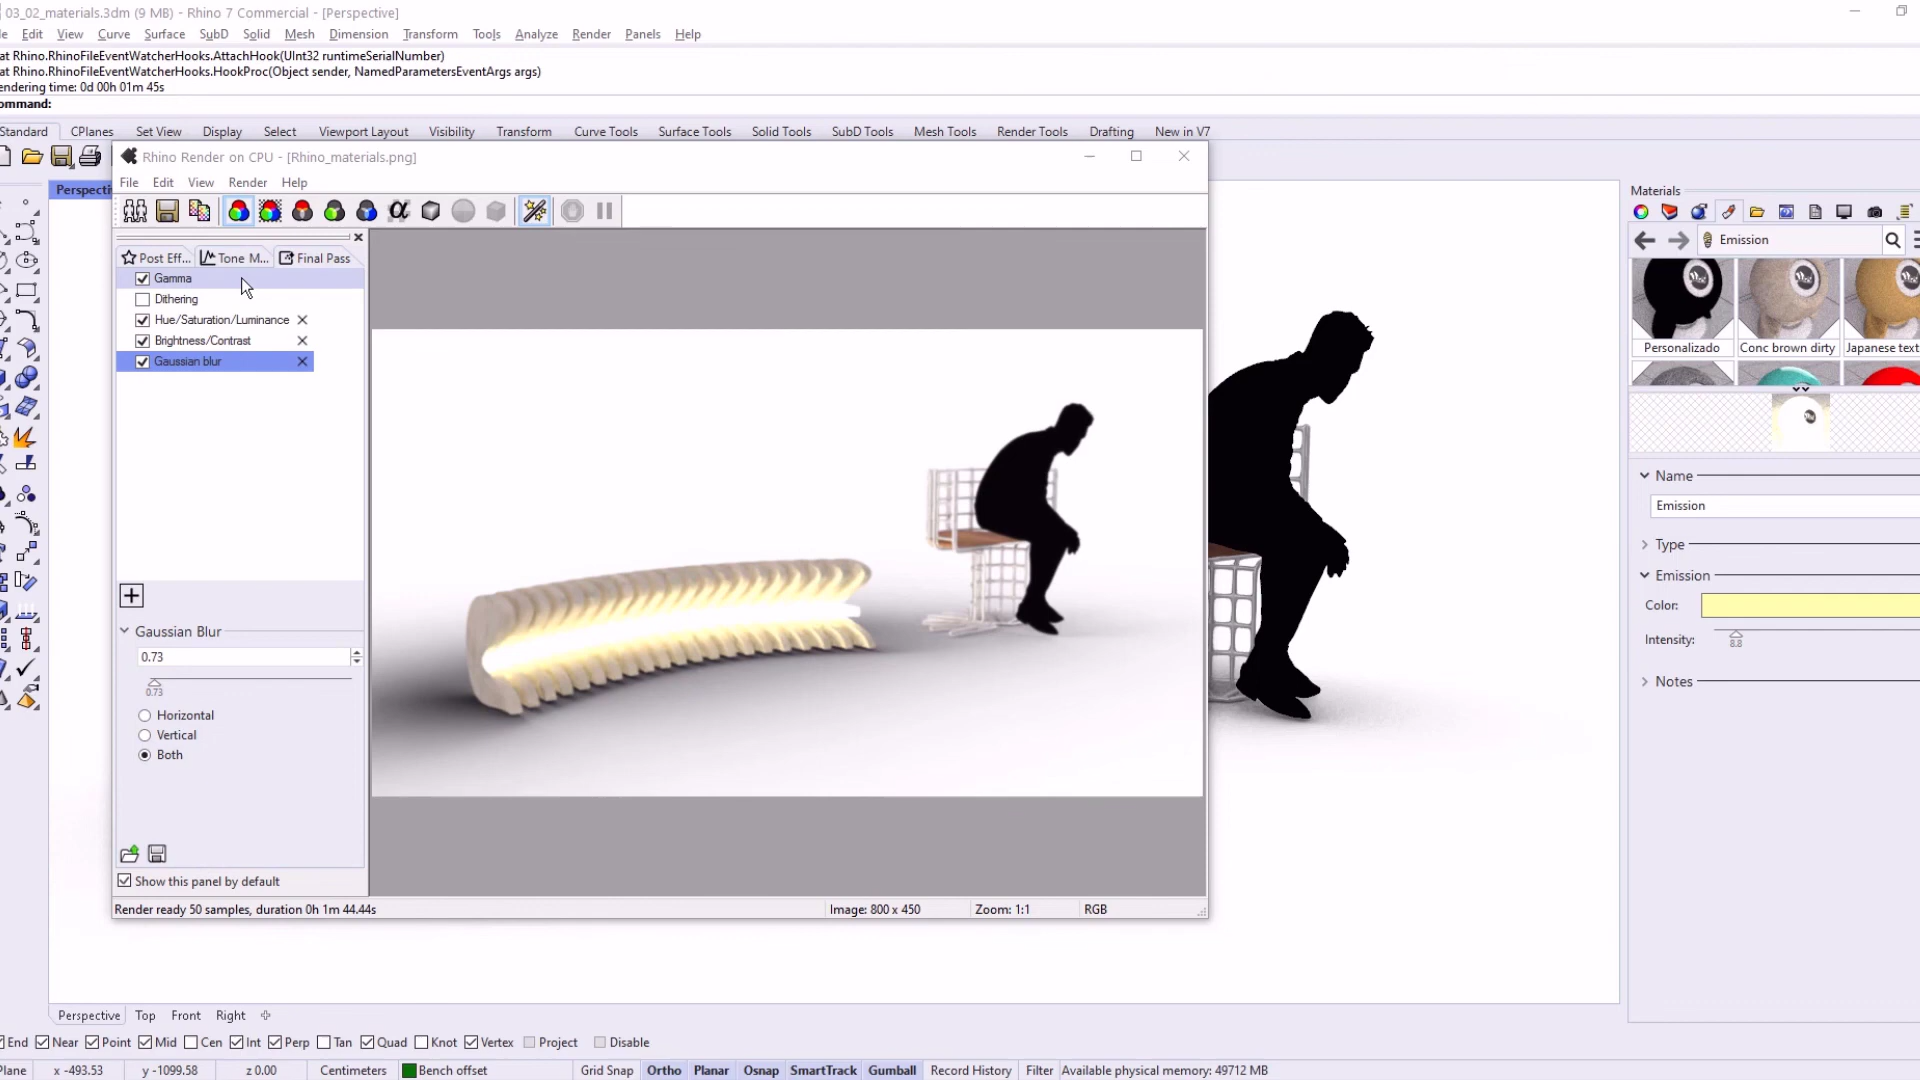 03_02_materials.3dm (9 MB) - Rhino 7 Commercial - [Perspective]
Edit View Curve Surface SubD Solid Mesh Dimension Transform Tools Analyze Render Panels Help
at Rhino.RhinoFileEventWatcherHooks.AttachHook(UInt32 runtimeSerialNumber)
at Rhino.RhinoFileEventWatcherHooks.HookProc(Object sender, NamedParametersEventArgs args)
endering time: 0d 00h 01m 45s
ommand:
Standard CPlanes Set View Display Select Viewport Layout Visibility Transform Curve Tools Surface Tools Solid Tools SubD Tools Mesh Tools Render Tools Drafting New in V7
Rhino Render on CPU - [Rhino_materials.png]
File Edit View Render Help
Perspecti
Post Eff... Tone M... Final Pass
Gamma
Dithering
Hue/Saturation/Luminance
Brightness/Contrast
Gaussian blur
Gaussian Blur
0.73
0.73
Horizontal
Vertical
Both
Show this panel by default
Render ready 50 samples, duration 0h 1m 44.44s
Image: 800 x 450
Zoom: 1:1
RGB
Materials
Emission
Personalizado
Conc brown dirty
Japanese text
Name
Emission
Type
Emission
Color:
Intensity:
8.8
Notes
Perspective Top Front Right
End Near Point Mid Cen Int Perp Tan Quad Knot Vertex Project Disable
Plane x -493.53 y -1099.58 z 0.00 Centimeters Bench offset Grid Snap Ortho Planar Osnap SmartTrack Gumball Record History Filter Available physical memory: 49712 MB